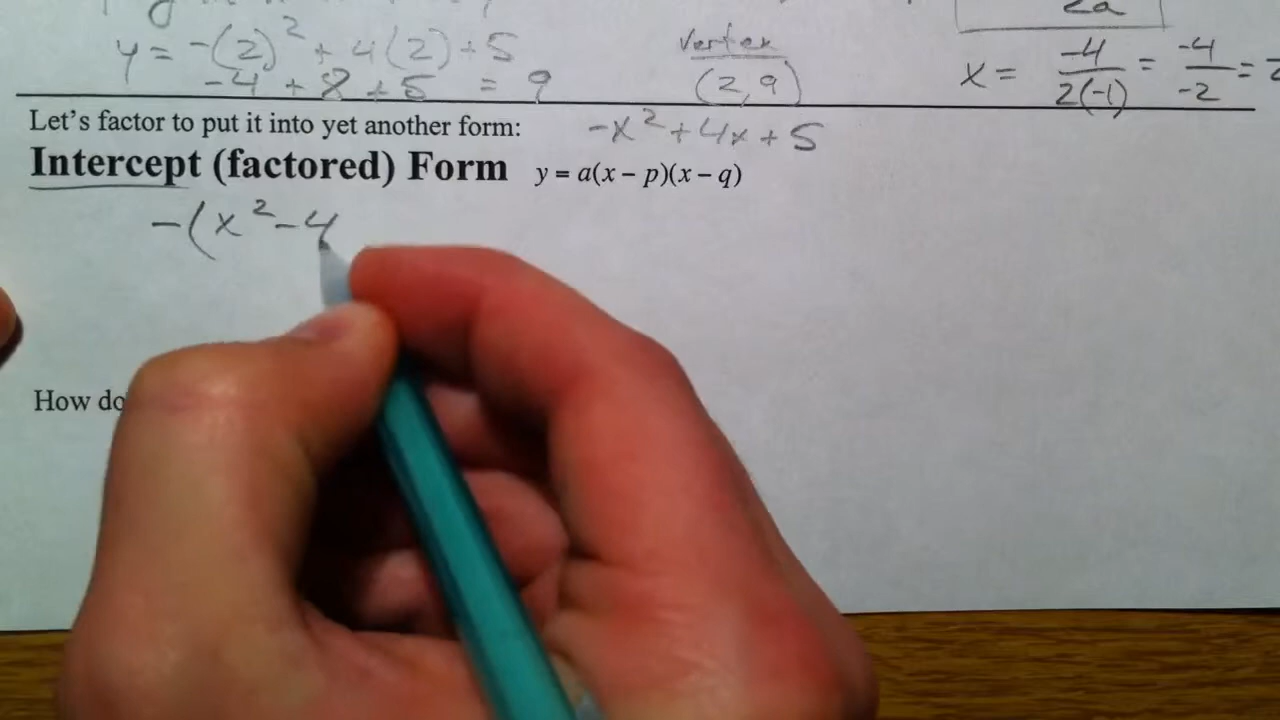 2a
y = -(2)² + 4(2) + 5
-4 + 8 + 5 = 9
vertex
(2,9)
x = -4/2(-1) = -4/-2 =
Let's factor to put it into yet another form:
-x² + 4x + 5
Intercept (factored) Form y = a(x – p)(x – q)
-(x² - 4
How do